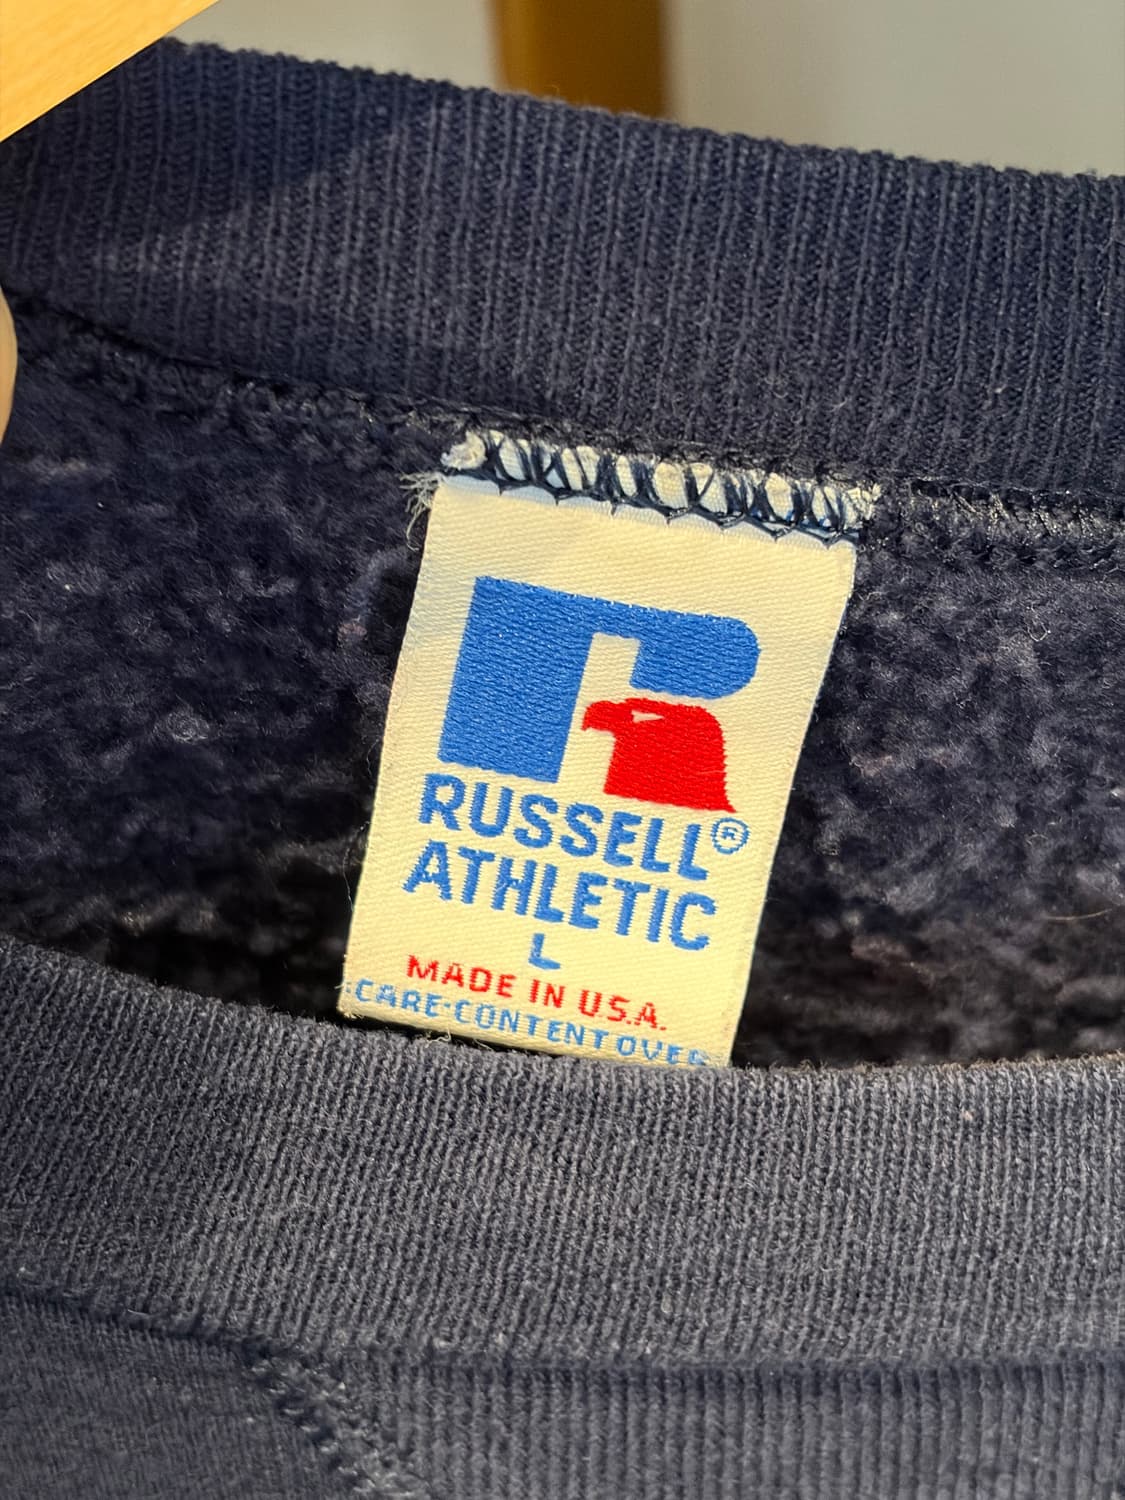 R
RUSSELL®
ATHLETIC
L
MADE IN U.S.A.
CARE·CONTENT OVER